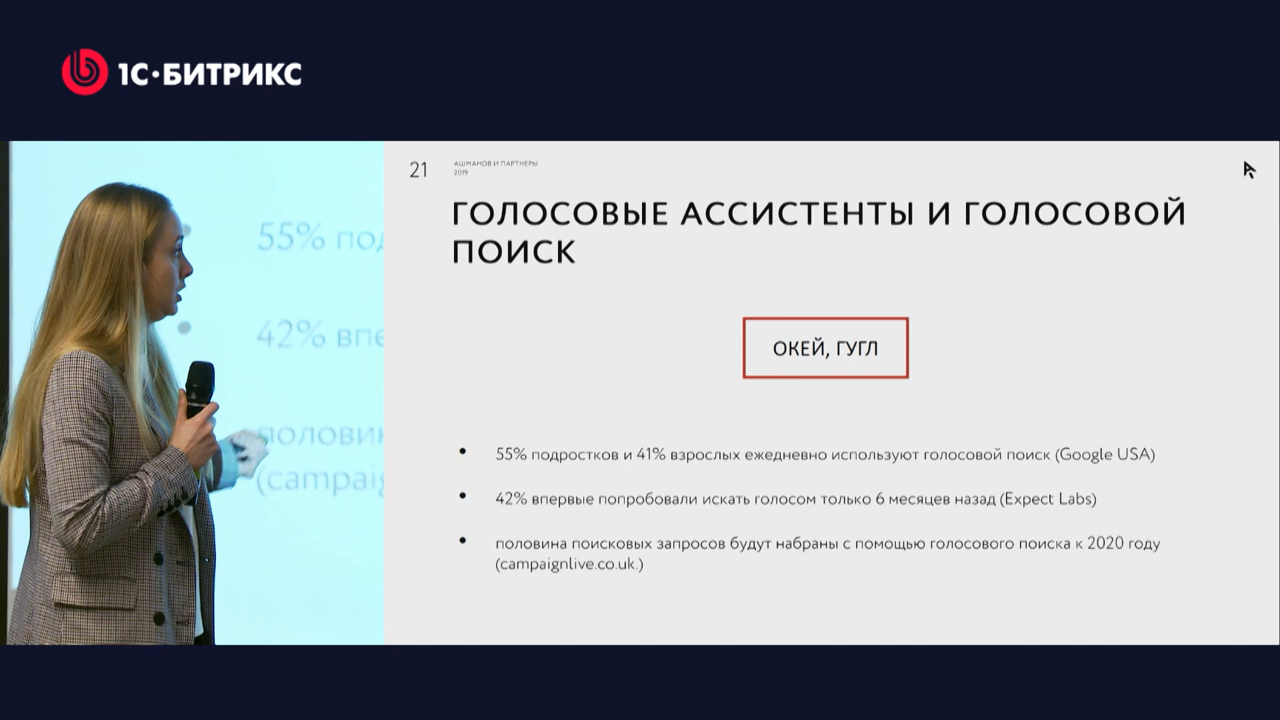 1С·БИТРИКС
55% под
42% впе
половин
(campaig
21
АШМАНОВ И ПАРТНЕРЫ
2019
ГОЛОСОВЫЕ АССИСТЕНТЫ И ГОЛОСОВОЙ
ПОИСК
ОКЕЙ, ГУГЛ
• 55% подростков и 41% взрослых ежедневно используют голосовой поиск (Google USA)
• 42% впервые попробовали искать голосом только 6 месяцев назад (Expect Labs)
• половина поисковых запросов будут набраны с помощью голосового поиска к 2020 году
(campaignlive.co.uk.)